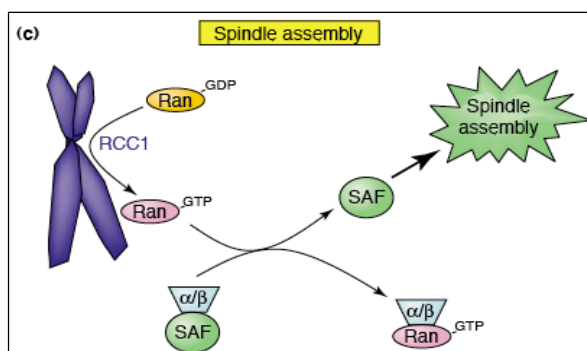 (c)
Spindle assembly
Ran
GDP
RCC1
Ran
GTP
Spindle
assembly
SAF
α/β
SAF
α/β
Ran
GTP